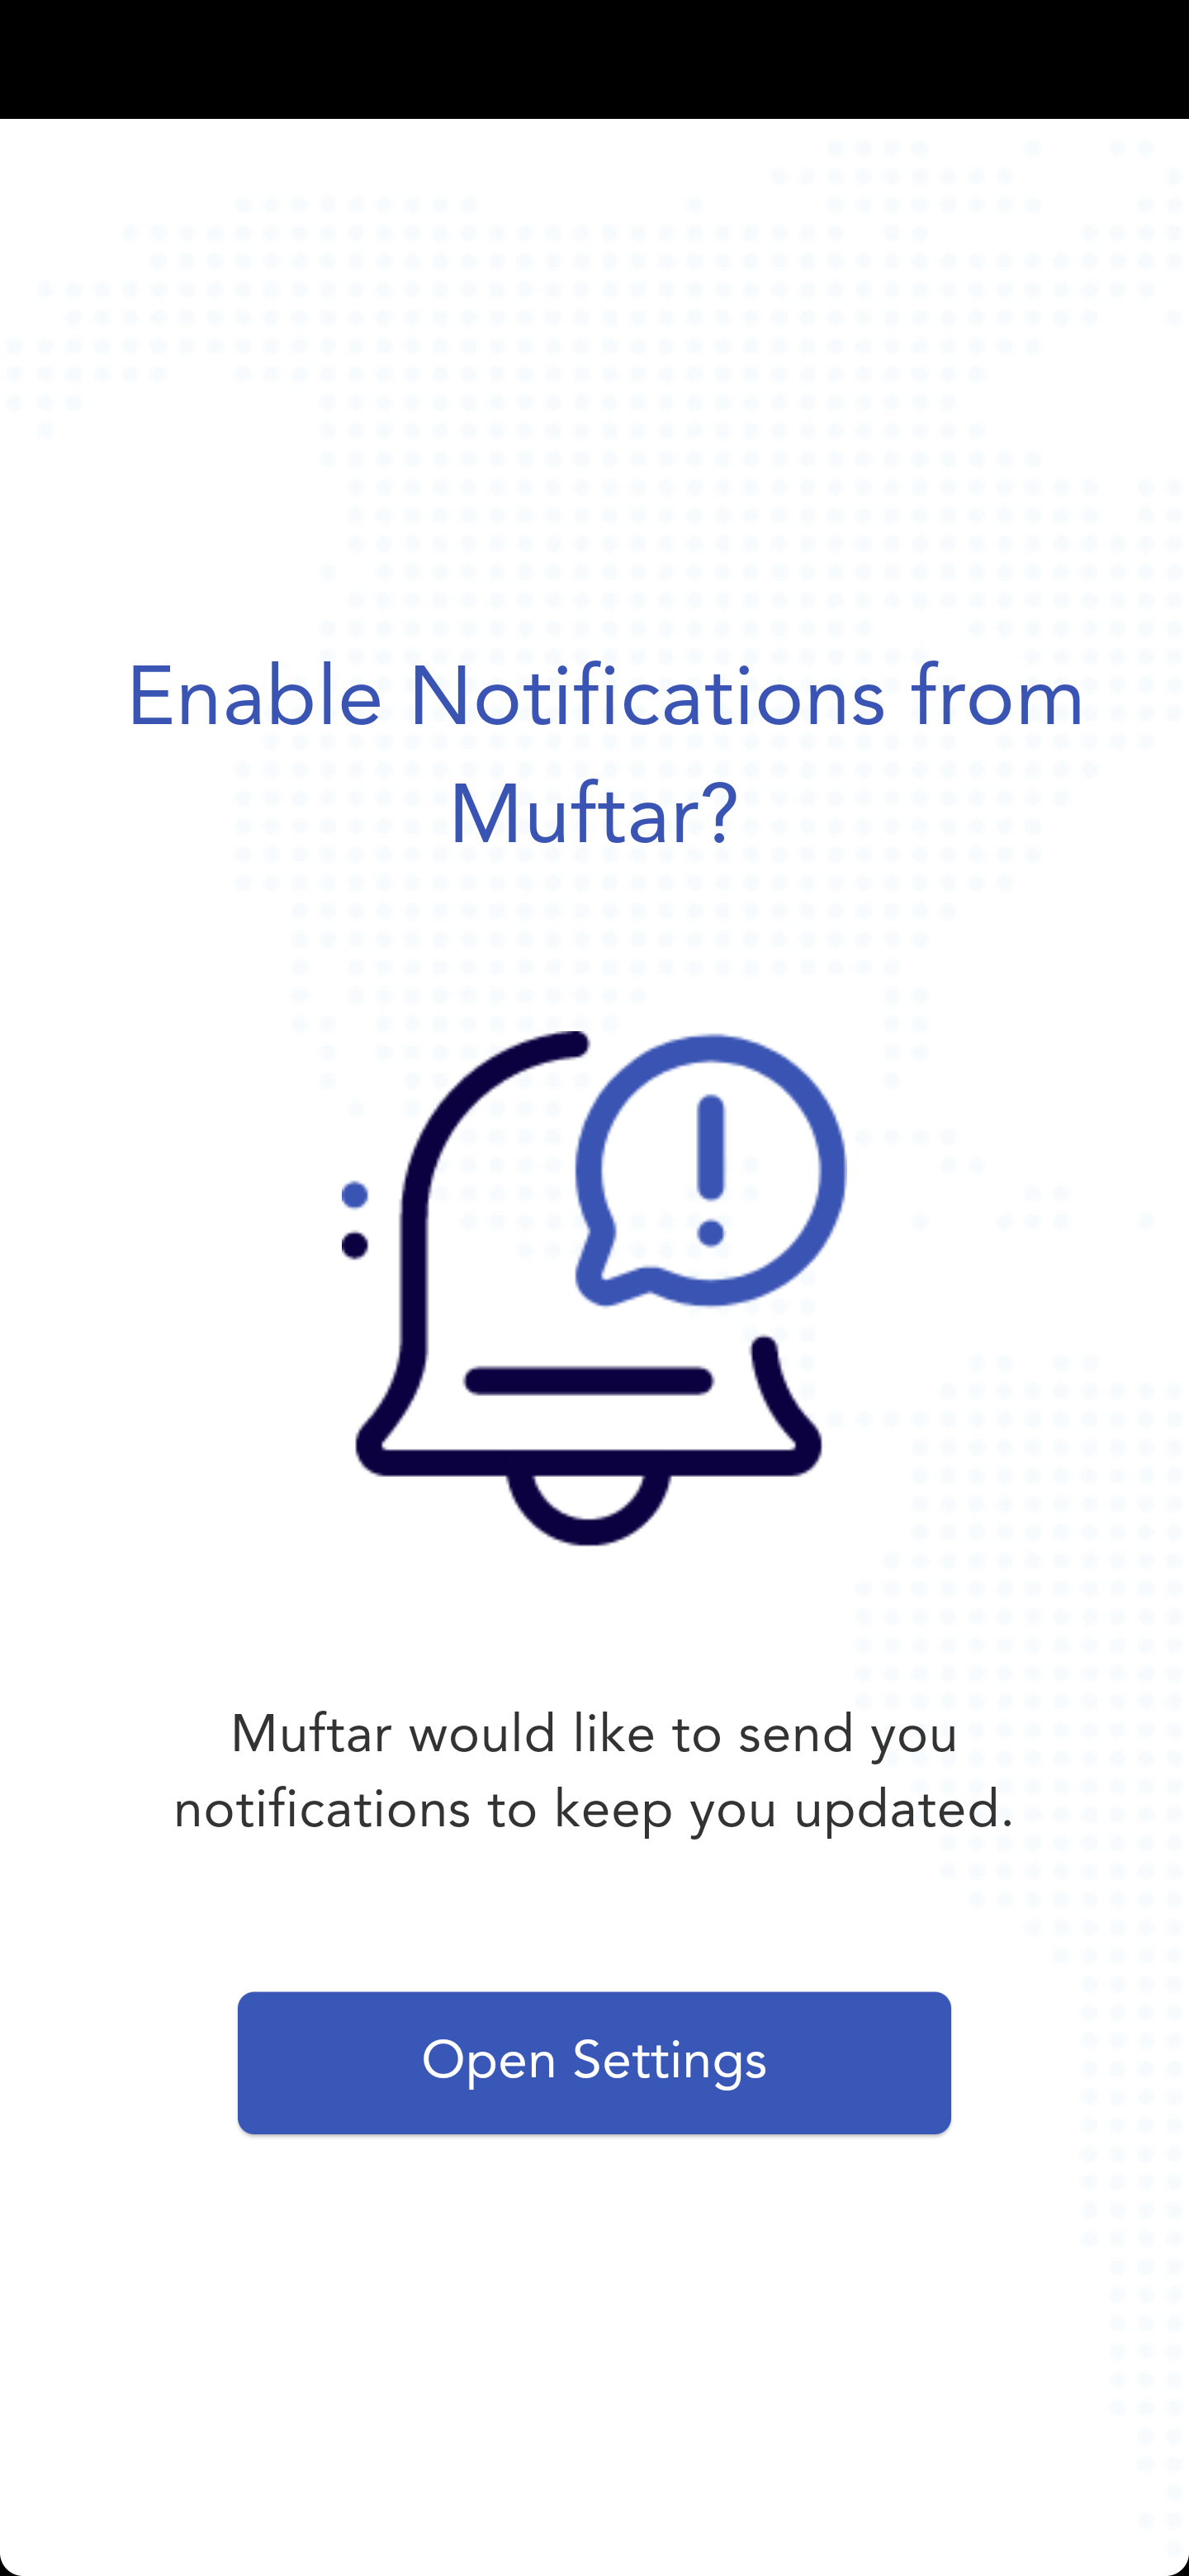 Enable Notifications from
Muftar?
Muftar would like to send you
notifications to keep you updated.
Open Settings